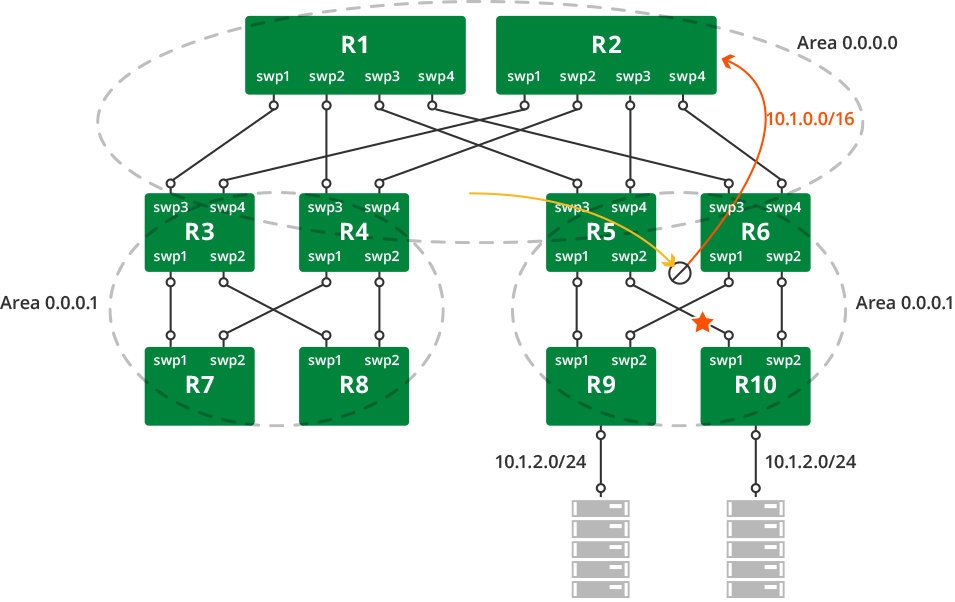 R1
swp1 swp2 swp3 swp4
R2
swp1 swp2 swp3 swp4
Area 0.0.0.0
10.1.0.0/16
swp3 swp4
R3
swp1 swp2
swp3 swp4
R4
swp1 swp2
swp3 swp4
R5
swp1 swp2
swp3 swp4
R6
swp1 swp2
Area 0.0.0.1
Area 0.0.0.1
swp1 swp2
R7
swp1 swp2
R8
swp1 swp2
R9
swp1 swp2
R10
10.1.2.0/24
10.1.2.0/24